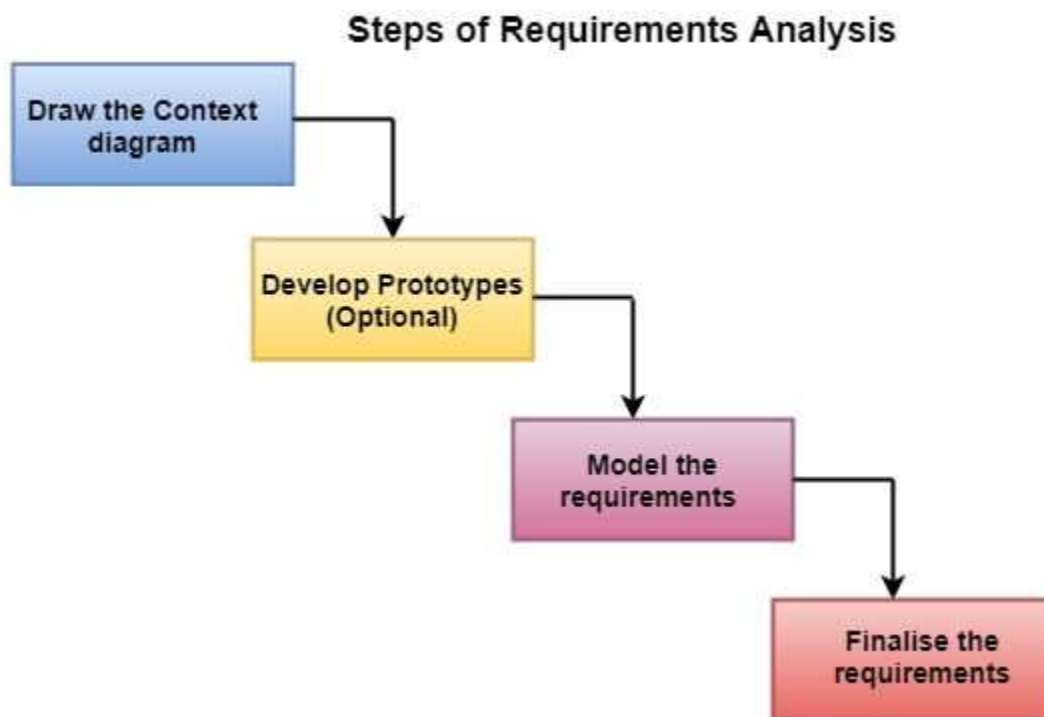 Steps of Requirements Analysis
Draw the Context
diagram
Develop Prototypes
(Optional)
Model the
requirements
Finalise the
requirements